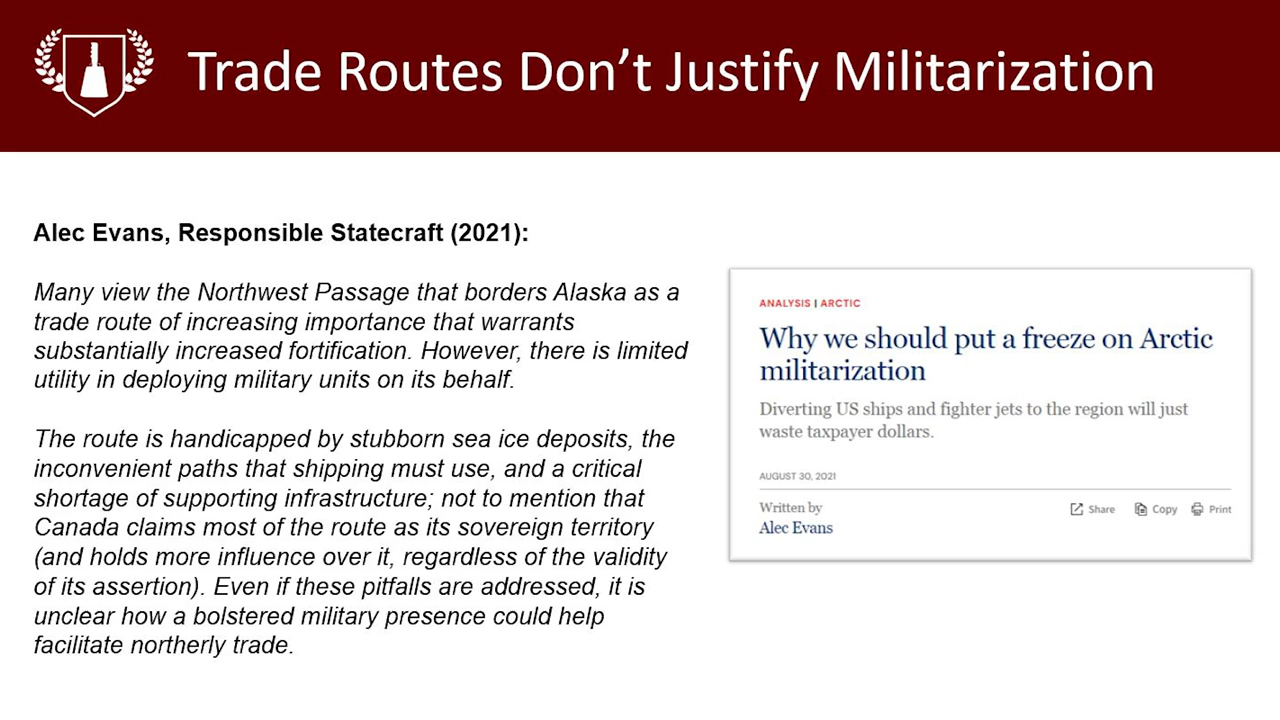 Trade Routes Don’t Justify Militarization
Alec Evans, Responsible Statecraft (2021):
Many view the Northwest Passage that borders Alaska as a
trade route of increasing importance that warrants
substantially increased fortification. However, there is limited
utility in deploying military units on its behalf.
The route is handicapped by stubborn sea ice deposits, the
inconvenient paths that shipping must use, and a critical
shortage of supporting infrastructure; not to mention that
Canada claims most of the route as its sovereign territory
(and holds more influence over it, regardless of the validity
of its assertion). Even if these pitfalls are addressed, it is
unclear how a bolstered military presence could help
facilitate northerly trade.
ANALYSIS | ARCTIC
Why we should put a freeze on Arctic
militarization
Diverting US ships and fighter jets to the region will just
waste taxpayer dollars.
AUGUST 30, 2021
Written by
Alec Evans
Share Copy Print